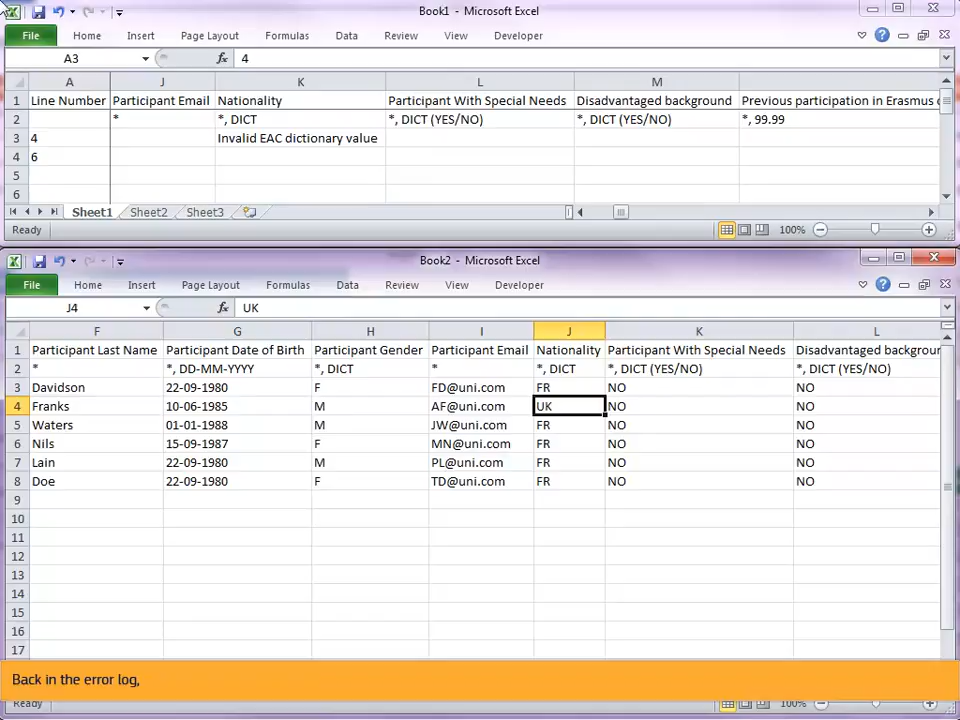 Book1 - Microsoft Excel
File Home Insert Page Layout Formulas Data Review View Developer
A3 fx 4
A J K L M
1 Line Number Participant Email Nationality Participant With Special Needs Disadvantaged background Previous participation in Erasmus
2 * *, DICT *, DICT (YES/NO) *, DICT (YES/NO) *, 99.99
3 4 Invalid EAC dictionary value
4 6
5
6
Sheet1 Sheet2 Sheet3
Ready 100%
Book2 - Microsoft Excel
File Home Insert Page Layout Formulas Data Review View Developer
J4 fx UK
F G H I J K L
1 Participant Last Name Participant Date of Birth Participant Gender Participant Email Nationality Participant With Special Needs Disadvantaged backgrour
2 * *, DD-MM-YYYY *, DICT * *, DICT *, DICT (YES/NO) *, DICT (YES/NO)
3 Davidson 22-09-1980 F FD@uni.com FR NO NO
4 Franks 10-06-1985 M AF@uni.com UK NO NO
5 Waters 01-01-1988 M JW@uni.com FR NO NO
6 Nils 15-09-1987 F MN@uni.com FR NO NO
7 Lain 22-09-1980 M PL@uni.com FR NO NO
8 Doe 22-09-1980 F TD@uni.com FR NO NO
9
10
11
12
13
14
15
16
17
Back in the error log,
Ready 100%